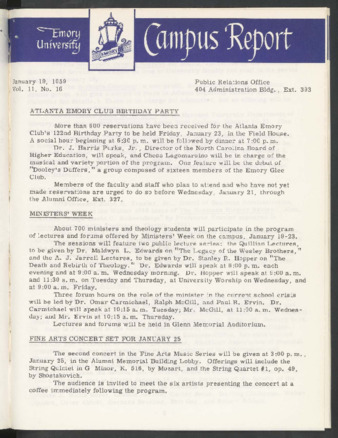 Emory
University
Campus Report
January 19, 1959
Vol. 11, No. 16
Public Relations Office
404 Administration Bldg., Ext. 393
ATLANTA EMORY CLUB BIRTHDAY PARTY
More than 800 reservations have been received for the Atlanta Emory
Club's 122nd Birthday Party to be held Friday, January 23, in the Field House.
A social hour beginning at 6:30 p.m. will be followed by dinner at 7:00 p.m.
Dr. J. Harris Purks, Jr., Director of the North Carolina Board of
Higher Education, will speak, and Choea Lagomarsino will be in charge of the
musical and variety portion of the program. One feature will be the debut of
"Dooley's Duffers," a group composed of sixteen members of the Emory Glee
Club.
Members of the faculty and staff who plan to attend and who have not yet
made reservations are urged to do so before Wednesday, January 21, through
the Alumni Office, Ext. 327.
MINISTERS' WEEK
About 700 ministers and theology students will participate in the program
of lectures and forums offered by Ministers' Week on the campus, January 19-23.
The sessions will feature two public lecture series: the Quillian Lectures,
to be given by Dr. Maldwyn L. Edwards on "The Legacy of the Wesley Brothers,"
and the A. J. Jarrell Lectures, to be given by Dr. Stanley R. Hopper on "The
Death and Rebirth of Theology." Dr. Edwards will speak at 8:00 p.m. each
evening and at 9:00 a.m. Wednesday morning. Dr. Hopper will speak at 9:00 a.m.
and 11:30 a.m. on Tuesday and Thursday, at University Worship on Wednesday, and
at 9:00 a.m. Friday.
Three forum hours on the role of the minister in the current school crisis
will be led by Dr. Omer Carmichael, Ralph McGill, and Paul R. Ervin. Dr.
Carmichael will speak at 10:15 a.m. Tuesday; Mr. McGill, at 11:00 a.m. Wednes-
day; and Mr. Ervin at 10:15 a.m. Thursday.
Lectures and forums will be held in Glenn Memorial Auditorium.
FINE ARTS CONCERT SET FOR JANUARY 25
The second concert in the Fine Arts Music Series will be given at 3:00 p.m.,
January 25, in the Alumni Memorial Building Lobby. Offerings will include the
String Quintet in G Minor, K. 516, by Mozart, and the String Quartet #1, op. 49,
by Shostakovich.
The audience is invited to meet the six artists presenting the concert at a
coffee immediately following the program.